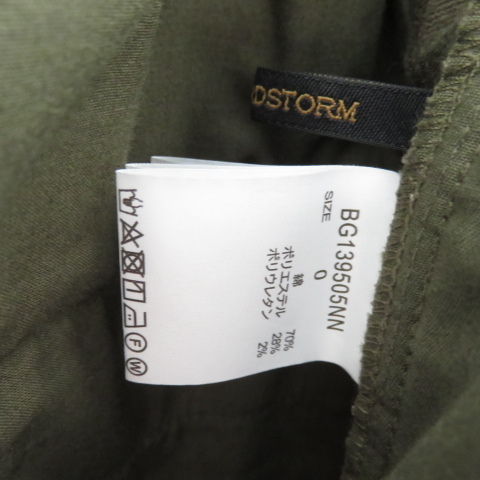 DSTORM
BG139505NN
SIZE 0
綿 70%
ポリエステル 28%
ポリウレタン 2%
F
W